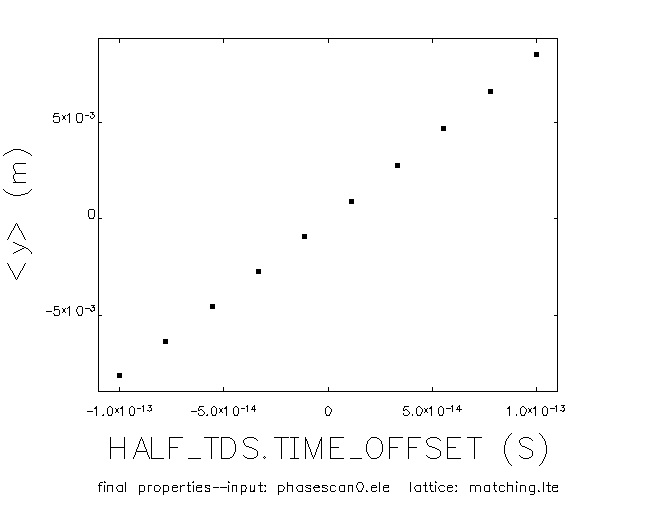 <y> (m)
5×10⁻³
0
−5×10⁻³
−1.0×10⁻¹³ −5.0×10⁻¹⁴ 0 5.0×10⁻¹⁴ 1.0×10⁻¹³
HALF_TDS.TIME_OFFSET (S)
final properties--input: phasescan0.ele lattice: matching.lte